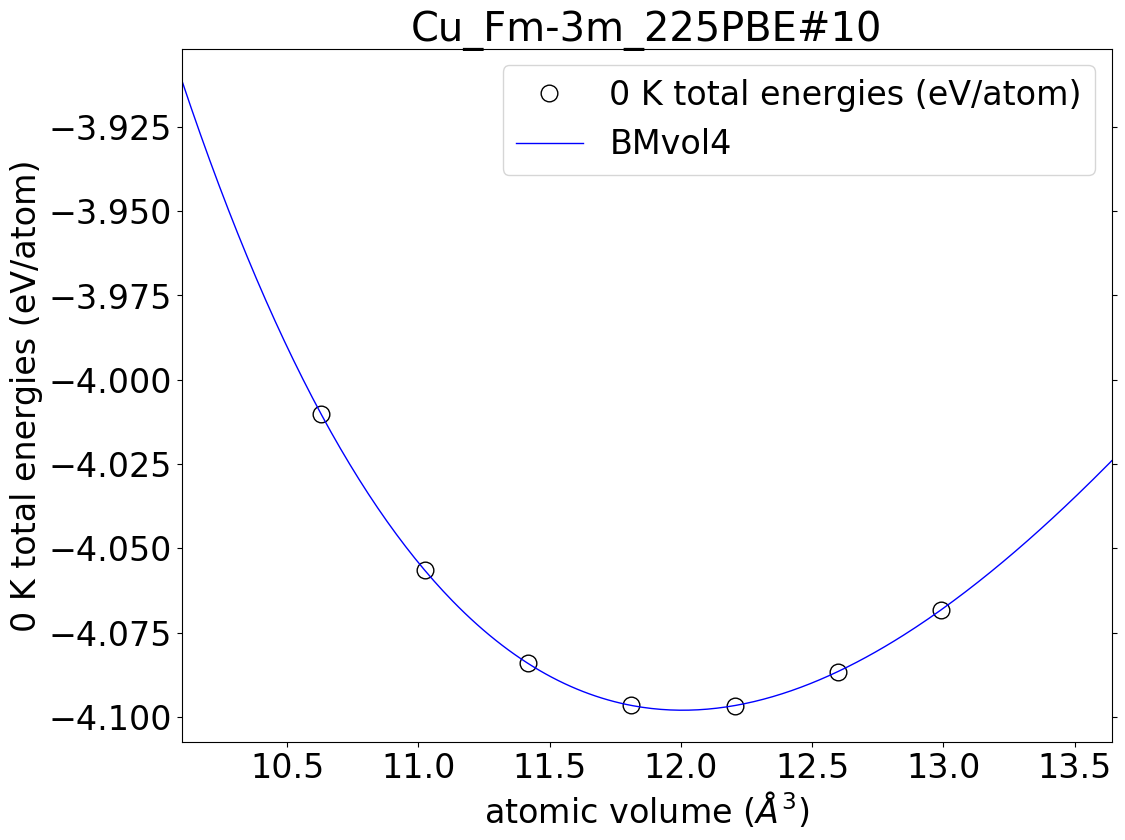 Cu_Fm-3m_225PBE#10
0 K total energies (eV/atom)
BMvol4
0 K total energies (eV/atom)
−3.925
−3.950
−3.975
−4.000
−4.025
−4.050
−4.075
−4.100
10.5 11.0 11.5 12.0 12.5 13.0 13.5
atomic volume (Å³)